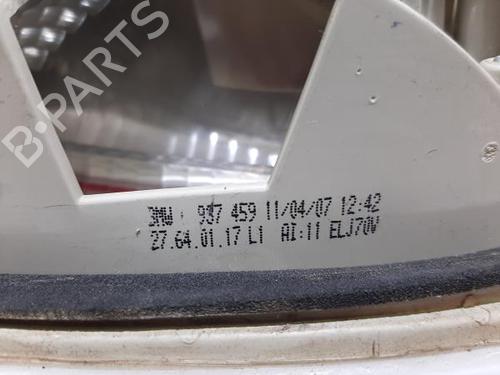 B-PARTS
BMW : 937 459 11/04/07 12:42
27.64.01.17 L1 AI:11 ELJ70V